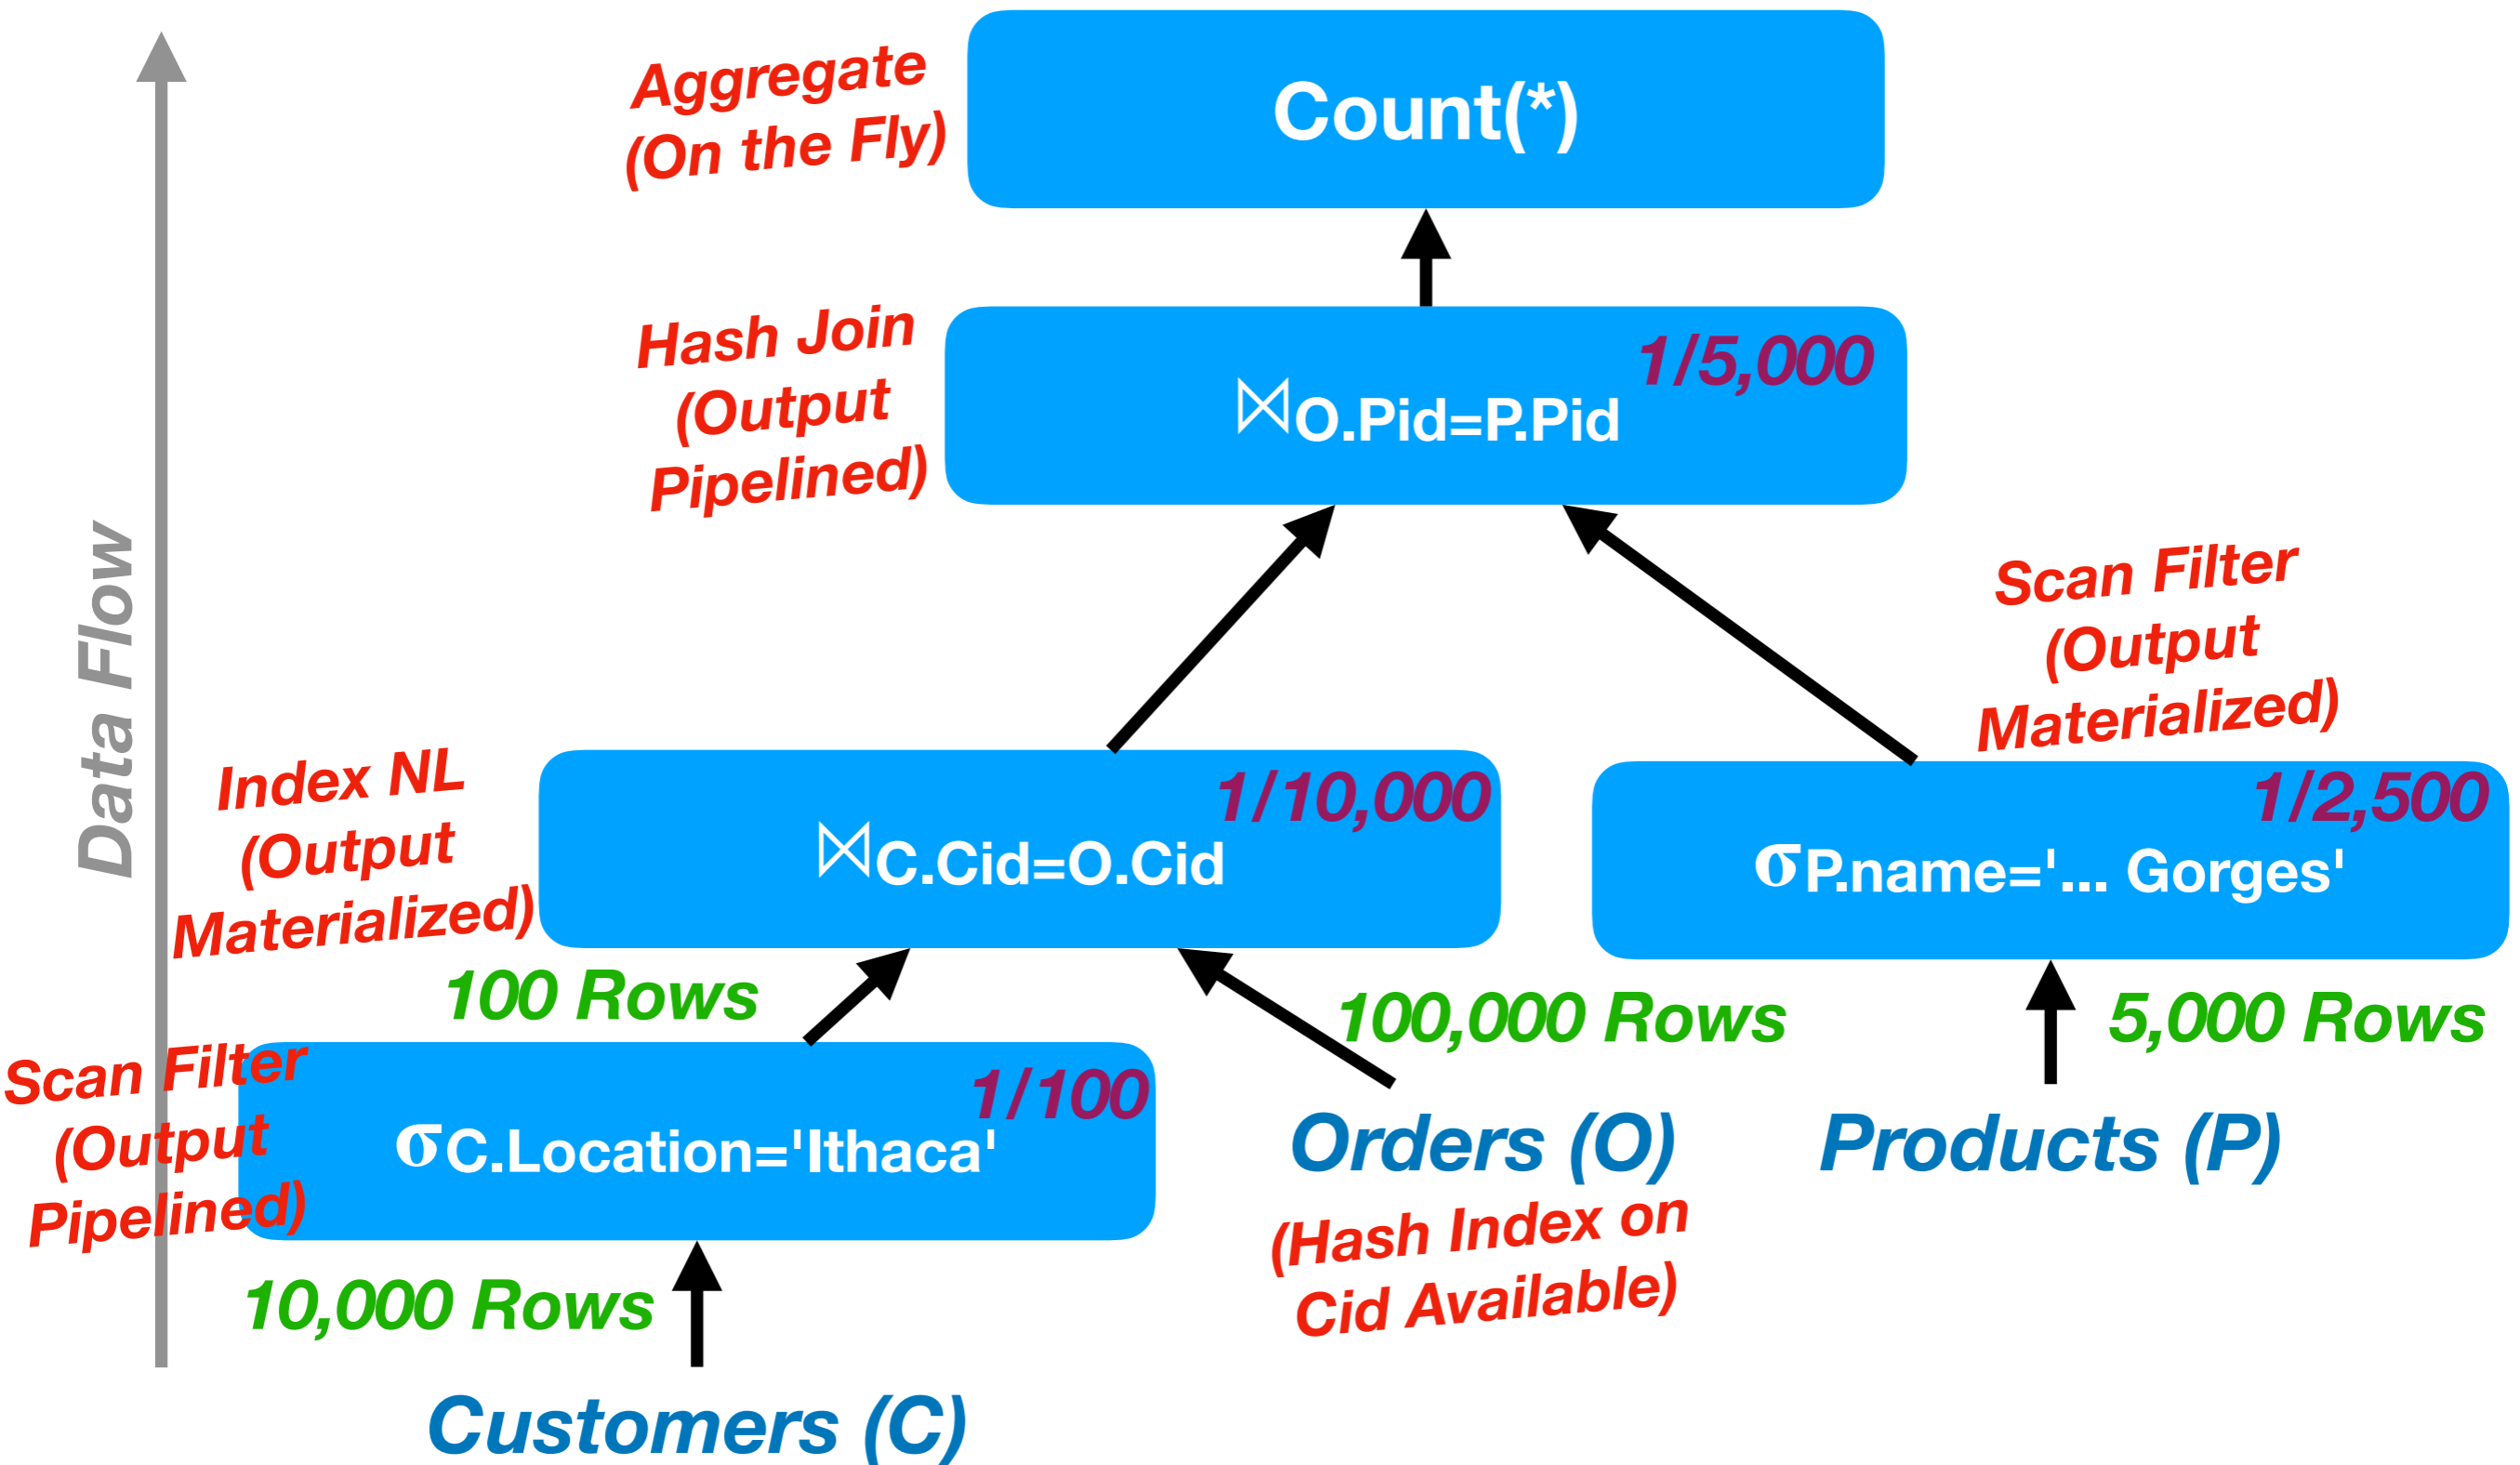 Aggregate
(On the Fly)
Count(*)
Hash Join
(Output
Pipelined)
1/5,000
⋈O.Pid=P.Pid
Data Flow
Scan Filter
(Output
Materialized)
Index NL
(Output
Materialized)
1/10,000
⋈C.Cid=O.Cid
1/2,500
σP.name='... Gorges'
100 Rows
100,000 Rows
5,000 Rows
Scan Filter
(Output
Pipelined)
1/100
σC.Location='Ithaca'
Orders (O)
(Hash Index on
Cid Available)
Products (P)
10,000 Rows
Customers (C)